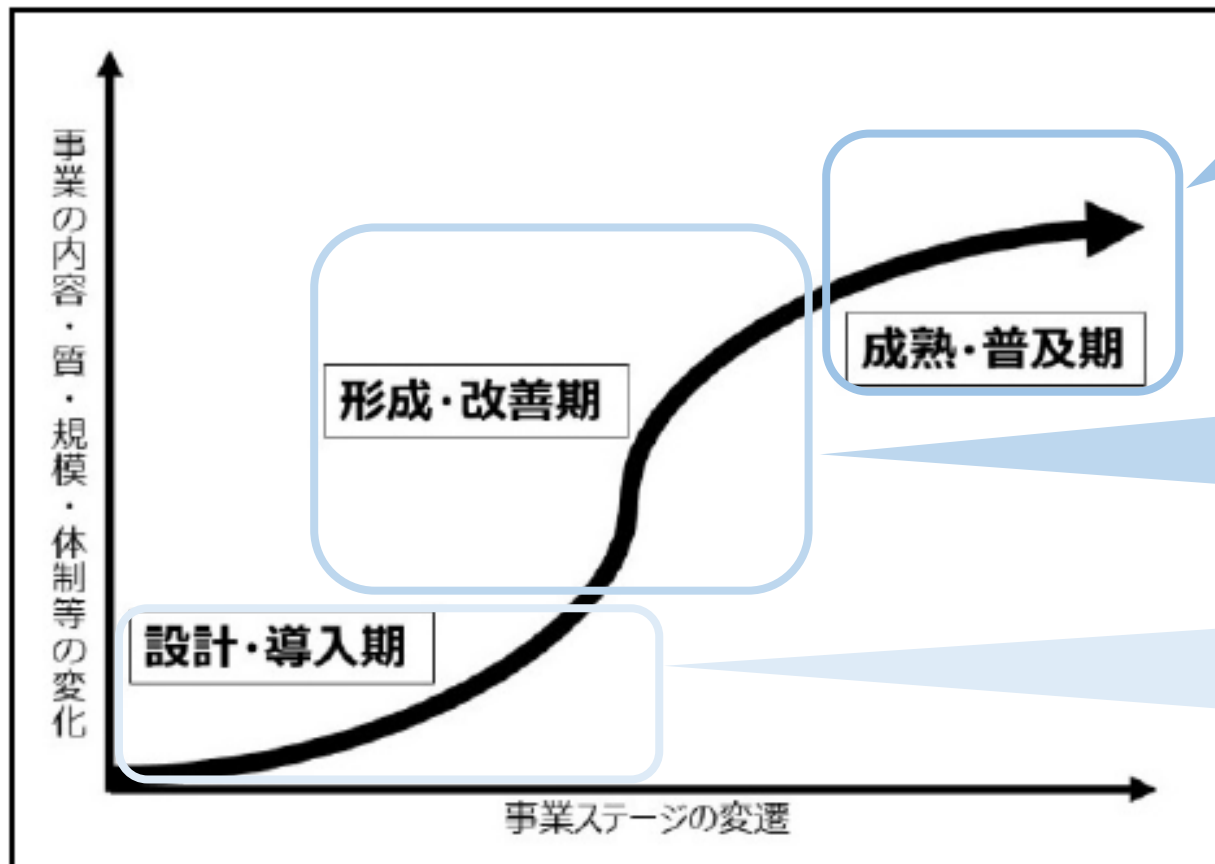 事業の内容・質・規模・体制等の変化
成熟・普及期
形成・改善期
設計・導入期
事業ステージの変遷